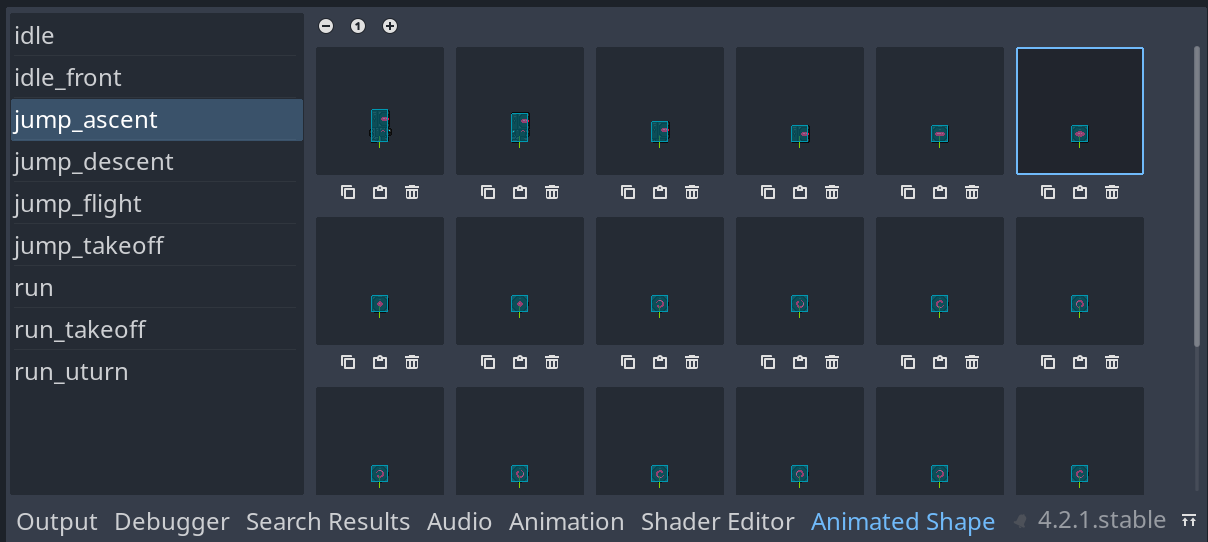 idle
idle_front
jump_ascent
jump_descent
jump_flight
jump_takeoff
run
run_takeoff
run_uturn
1
Output Debugger Search Results Audio Animation Shader Editor Animated Shape 4.2.1.stable